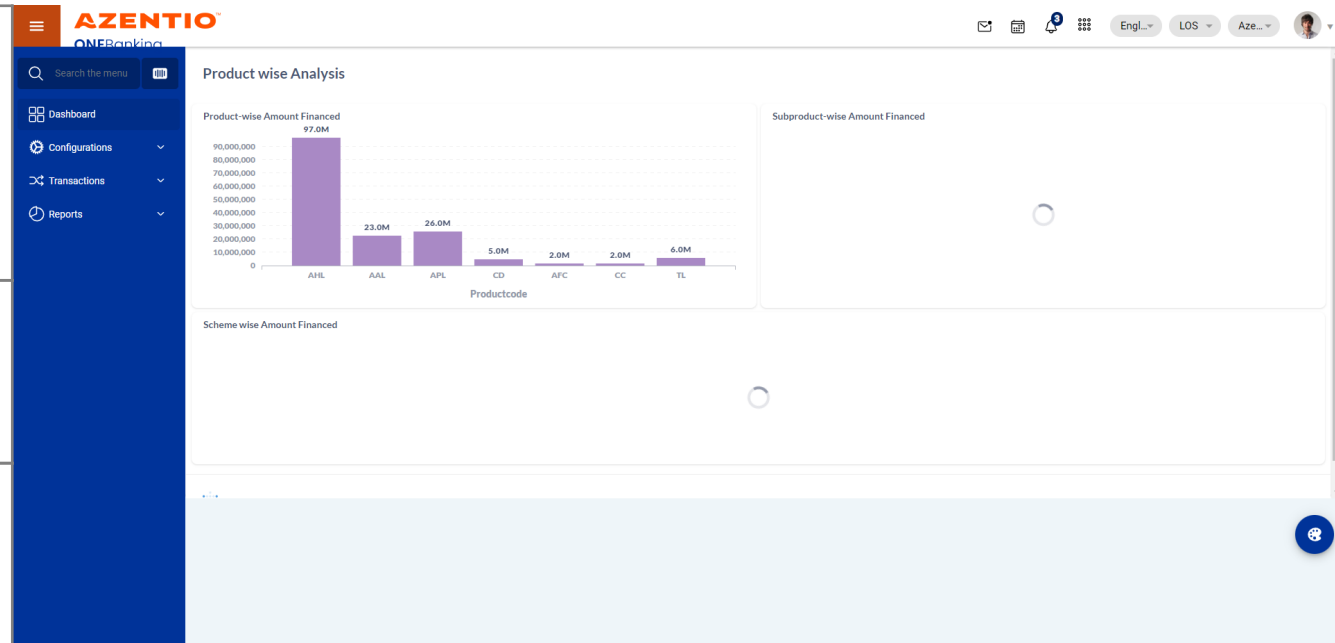 AZENTIO™
ONEBanking
3
Engl...
LOS
Aze...
Search the menu
Dashboard
Configurations
Transactions
Reports
Product wise Analysis
Product-wise Amount Financed
97.0M
90,000,000
80,000,000
70,000,000
60,000,000
50,000,000
40,000,000
30,000,000
20,000,000
10,000,000
0
23.0M
26.0M
5.0M
2.0M
2.0M
6.0M
AHL AAL APL CD AFC CC TL
Productcode
Subproduct-wise Amount Financed
Scheme wise Amount Financed